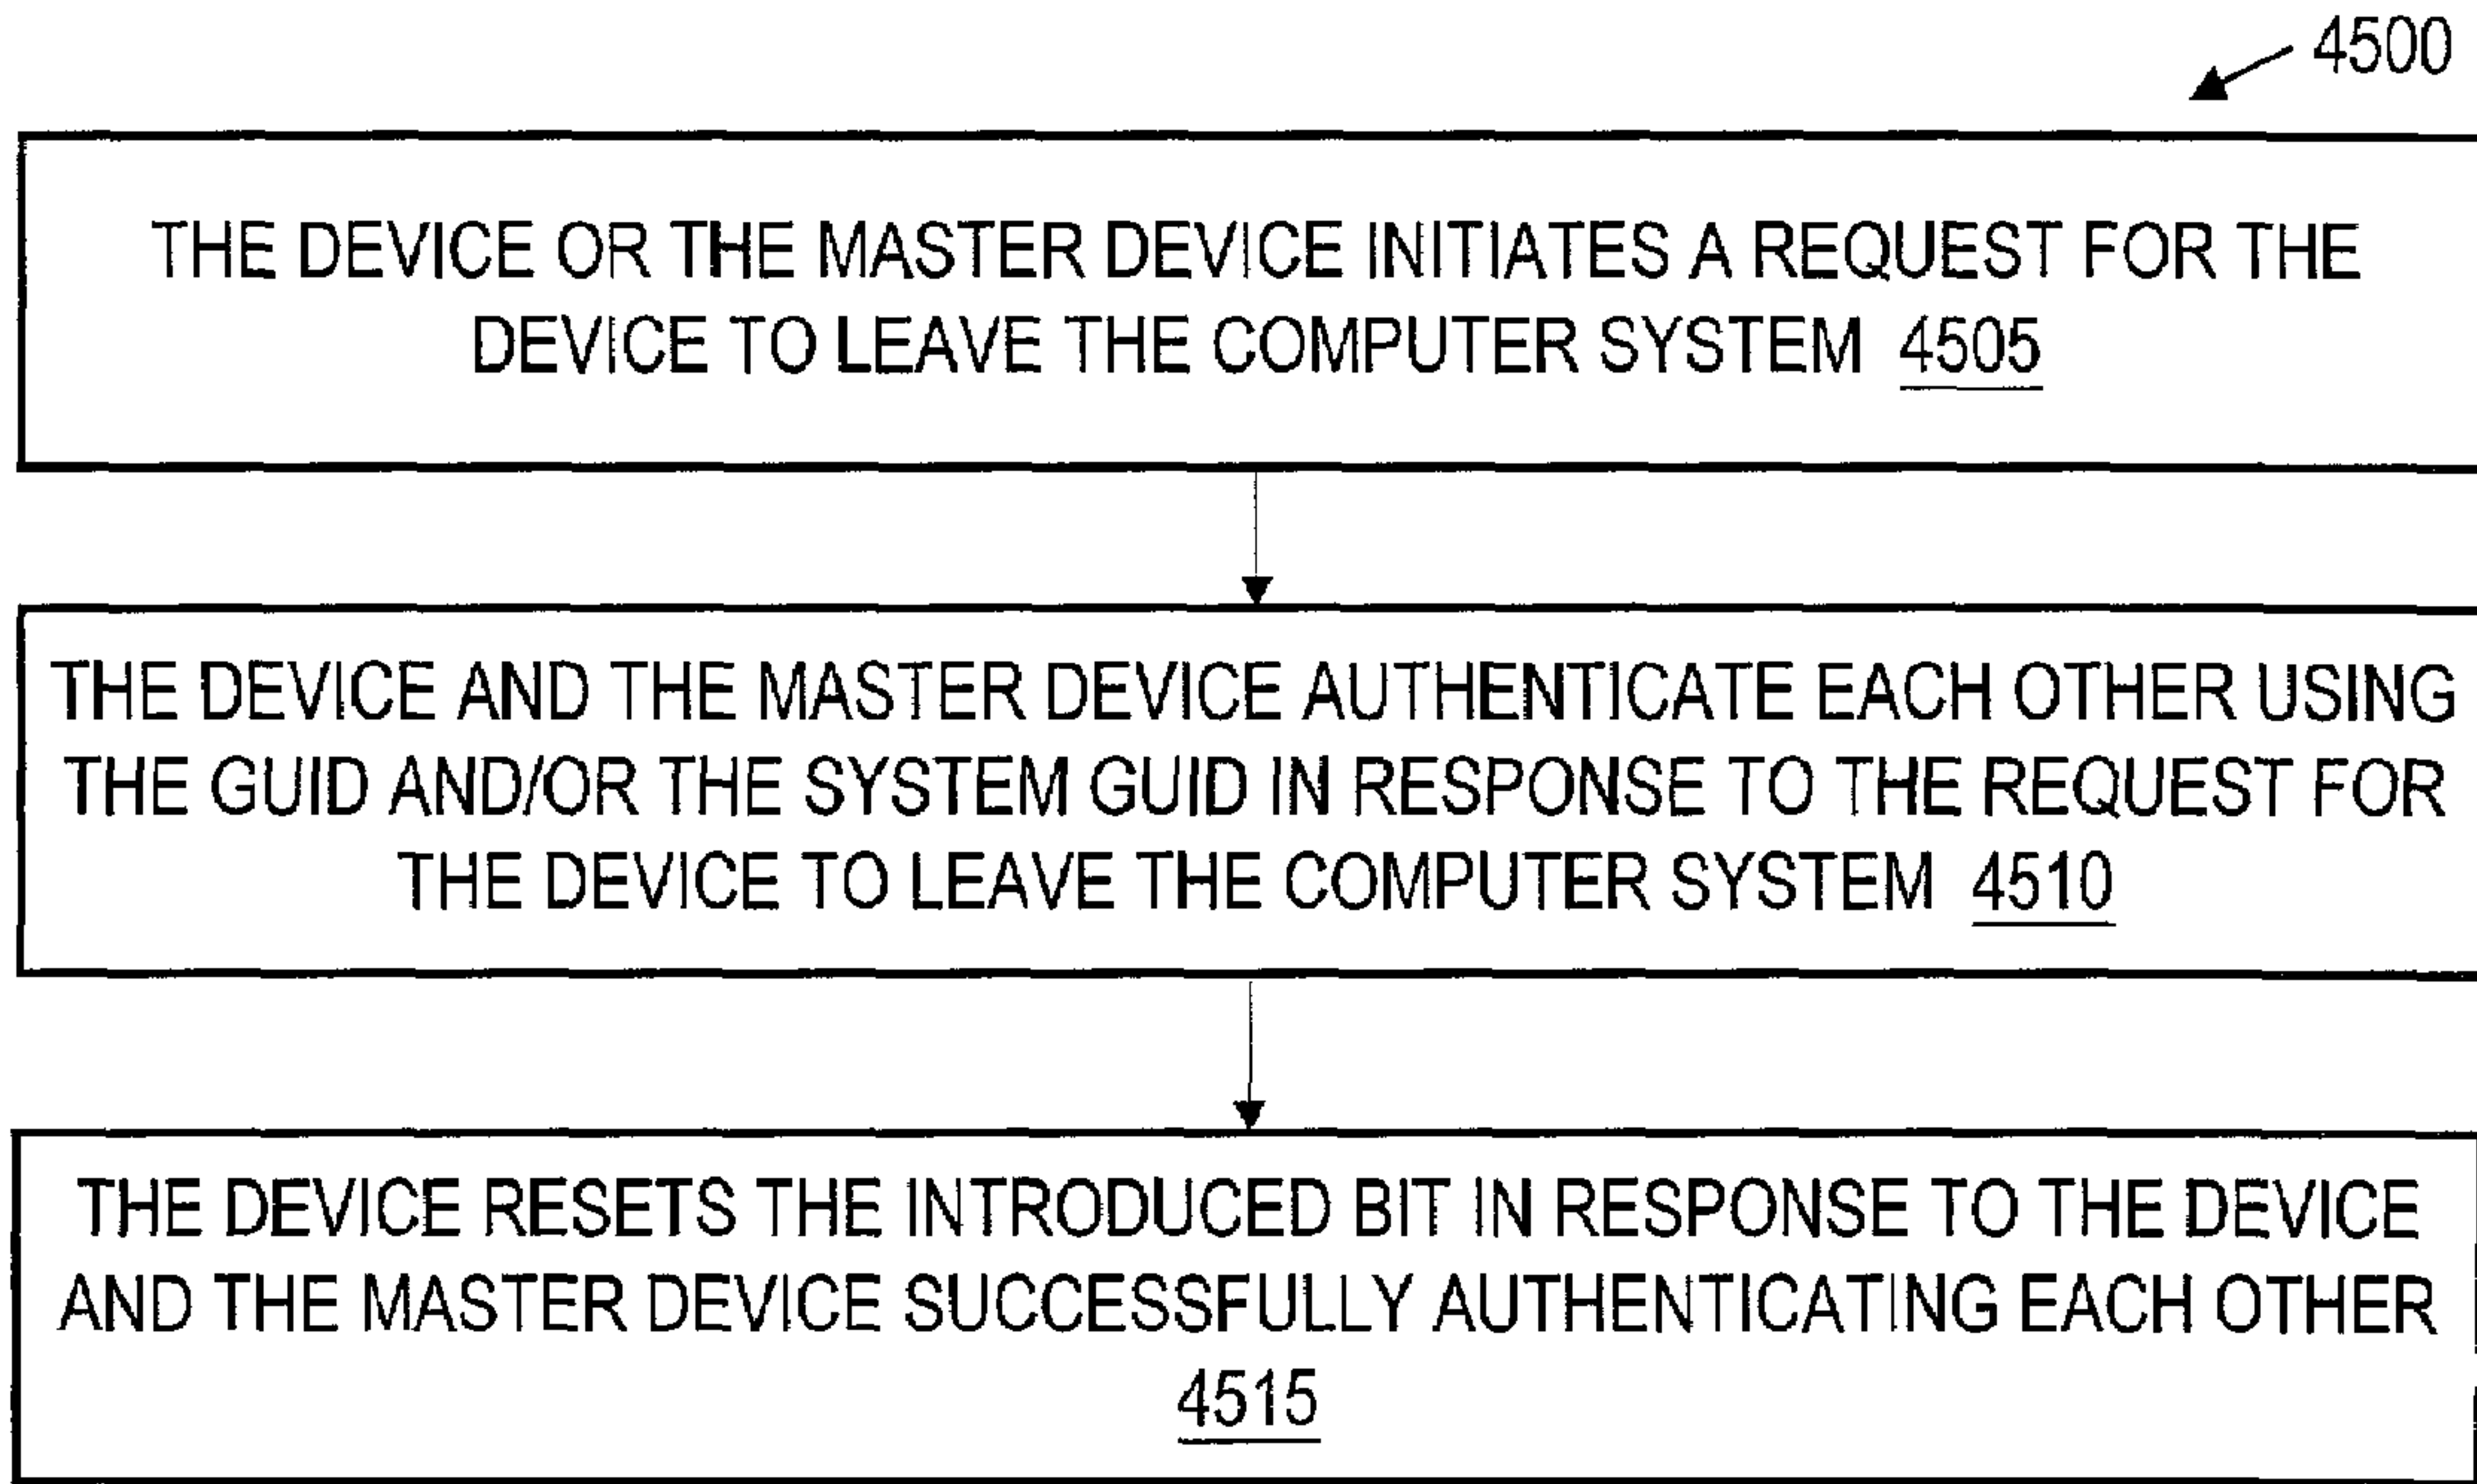 4500
THE DEVICE OR THE MASTER DEVICE INITIATES A REQUEST FOR THE
DEVICE TO LEAVE THE COMPUTER SYSTEM 4505
THE DEVICE AND THE MASTER DEVICE AUTHENTICATE EACH OTHER USING
THE GUID AND/OR THE SYSTEM GUID IN RESPONSE TO THE REQUEST FOR
THE DEVICE TO LEAVE THE COMPUTER SYSTEM 4510
THE DEVICE RESETS THE INTRODUCED BIT IN RESPONSE TO THE DEVICE
AND THE MASTER DEVICE SUCCESSFULLY AUTHENTICATING EACH OTHER
4515